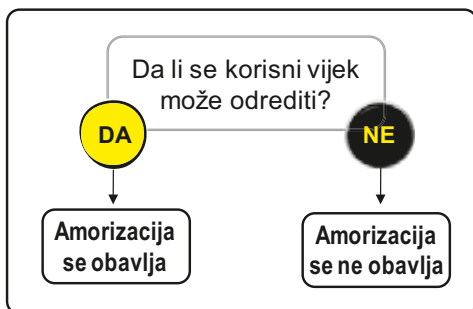 Da li se korisni vijek
može odrediti?
DA
NE
Amorizacija
se obavlja
Amorizacija
se ne obavlja